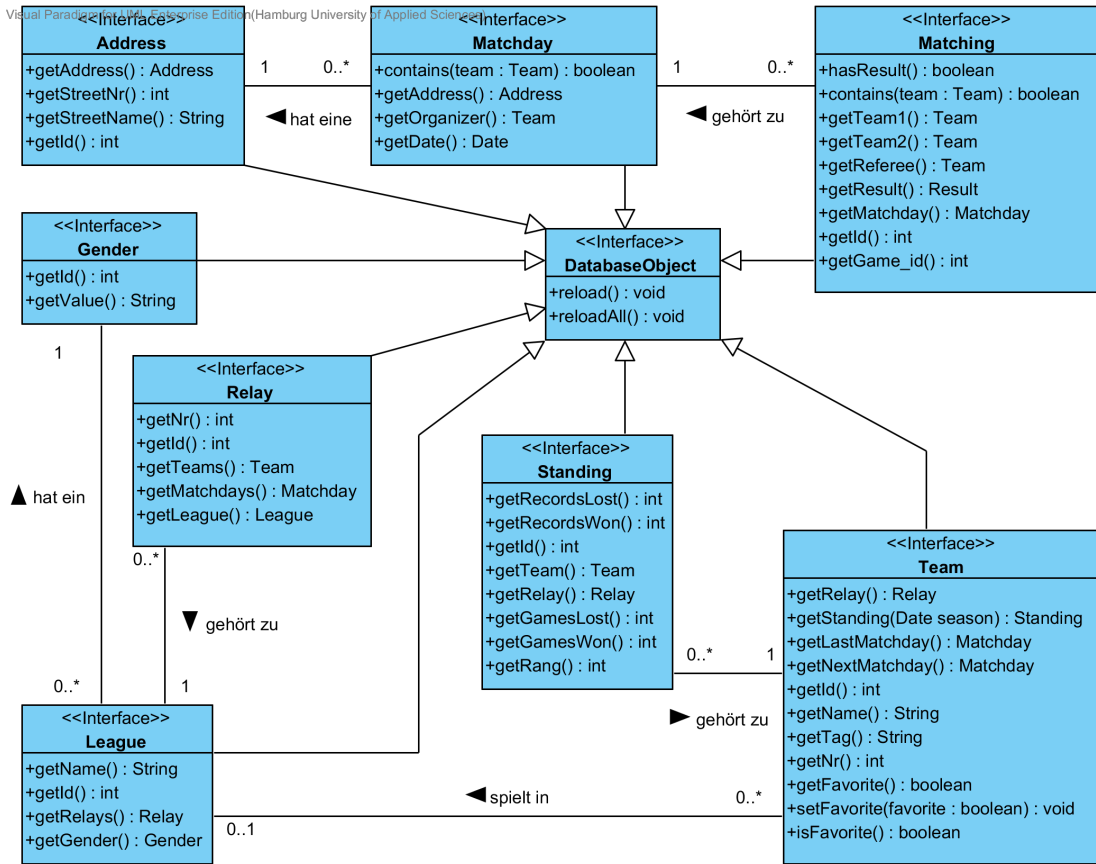 Visual Paradigm for UML Enterprise Edition(Hamburg University of Applied Sciences)
<<Interface>>
Address
+getAddress() : Address
+getStreetNr() : int
+getStreetName() : String
+getId() : int
1
0..*
hat eine
<<Interface>>
Matchday
+contains(team : Team) : boolean
+getAddress() : Address
+getOrganizer() : Team
+getDate() : Date
1
0..*
gehört zu
<<Interface>>
Matching
+hasResult() : boolean
+contains(team : Team) : boolean
+getTeam1() : Team
+getTeam2() : Team
+getReferee() : Team
+getResult() : Result
+getMatchday() : Matchday
+getId() : int
+getGame_id() : int
<<Interface>>
Gender
+getId() : int
+getValue() : String
<<Interface>>
DatabaseObject
+reload() : void
+reloadAll() : void
1
hat ein
0..*
<<Interface>>
Relay
+getNr() : int
+getId() : int
+getTeams() : Team
+getMatchdays() : Matchday
+getLeague() : League
0..*
gehört zu
1
<<Interface>>
Standing
+getRecordsLost() : int
+getRecordsWon() : int
+getId() : int
+getTeam() : Team
+getRelay() : Relay
+getGamesLost() : int
+getGamesWon() : int
+getRang() : int
0..*
1
gehört zu
<<Interface>>
Team
+getRelay() : Relay
+getStanding(Date season) : Standing
+getLastMatchday() : Matchday
+getNextMatchday() : Matchday
+getId() : int
+getName() : String
+getTag() : String
+getNr() : int
+getFavorite() : boolean
+setFavorite(favorite : boolean) : void
+isFavorite() : boolean
<<Interface>>
League
+getName() : String
+getId() : int
+getRelays() : Relay
+getGender() : Gender
0..1
spielt in
0..*